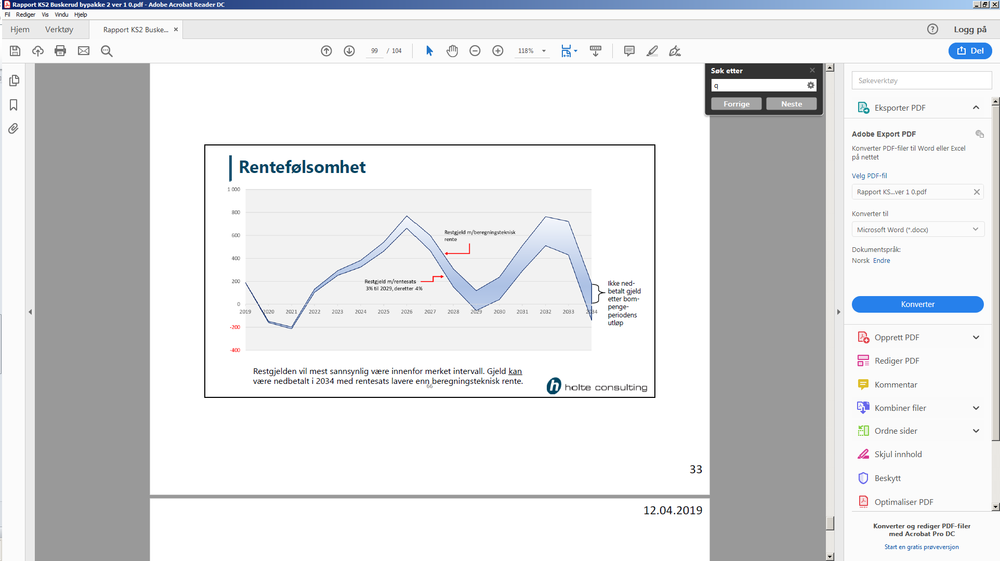 Rapport KS2 Buskerud bypakke 2 ver 1 0.pdf - Adobe Acrobat Reader DC
Fil Rediger Vis Vindu Hjelp
Hjem Verktøy Rapport KS2 Buske... Logg på
99 / 104 118% Del
Søk etter
q
Forrige Neste
Rentefølsomhet
1 000
800
600
400
200
0
-200
-400
2019 2020 2021 2022 2023 2024 2025 2026 2027 2028 2029 2030 2031 2032 2033 2034
Restgjeld m/beregningsteknisk
rente
Restgjeld m/rentesats
3% til 2029, deretter 4%
Ikke ned-
betalt gjeld
etter bom-
penge-
periodens
utløp
Restgjelden vil mest sannsynlig være innenfor merket intervall. Gjeld kan
være nedbetalt i 2034 med rentesats lavere enn beregningsteknisk rente.
66
h holte consulting
33
12.04.2019
Søkeverktøy
Eksporter PDF
Adobe Export PDF
Konverter PDF-filer til Word eller Excel
på nettet
Velg PDF-fil
Rapport KS...ver 1 0.pdf
Konverter til
Microsoft Word (*.docx)
Dokumentspråk:
Norsk Endre
Konverter
Opprett PDF
Rediger PDF
Kommentar
Kombiner filer
Ordne sider
Skjul innhold
Beskytt
Optimaliser PDF
Konverter og rediger PDF-filer
med Acrobat Pro DC
Start en gratis prøveversjon